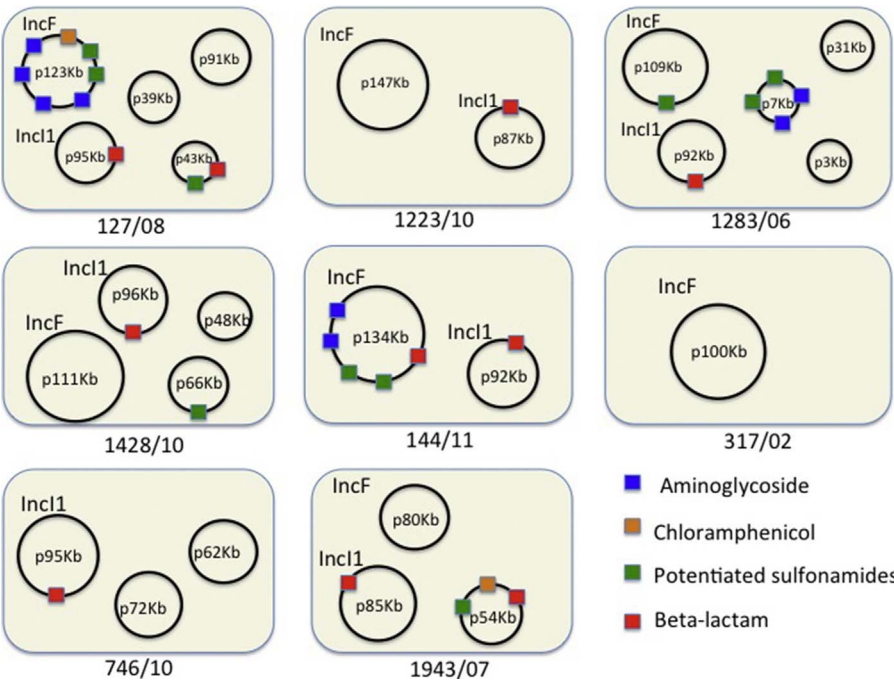 IncF
p123Kb
p91Kb
p39Kb
IncI1
p95Kb
p43Kb
127/08
IncF
p147Kb
IncI1
p87Kb
1223/10
IncF
p109Kb
p31Kb
p7Kb
IncI1
p92Kb
p3Kb
1283/06
IncI1
p96Kb
p48Kb
IncF
p111Kb
p66Kb
1428/10
IncF
p134Kb
IncI1
p92Kb
144/11
IncF
p100Kb
317/02
IncI1
p95Kb
p62Kb
p72Kb
746/10
IncF
p80Kb
IncI1
p85Kb
p54Kb
1943/07
Aminoglycoside
Chloramphenicol
Potentiated sulfonamides
Beta-lactam